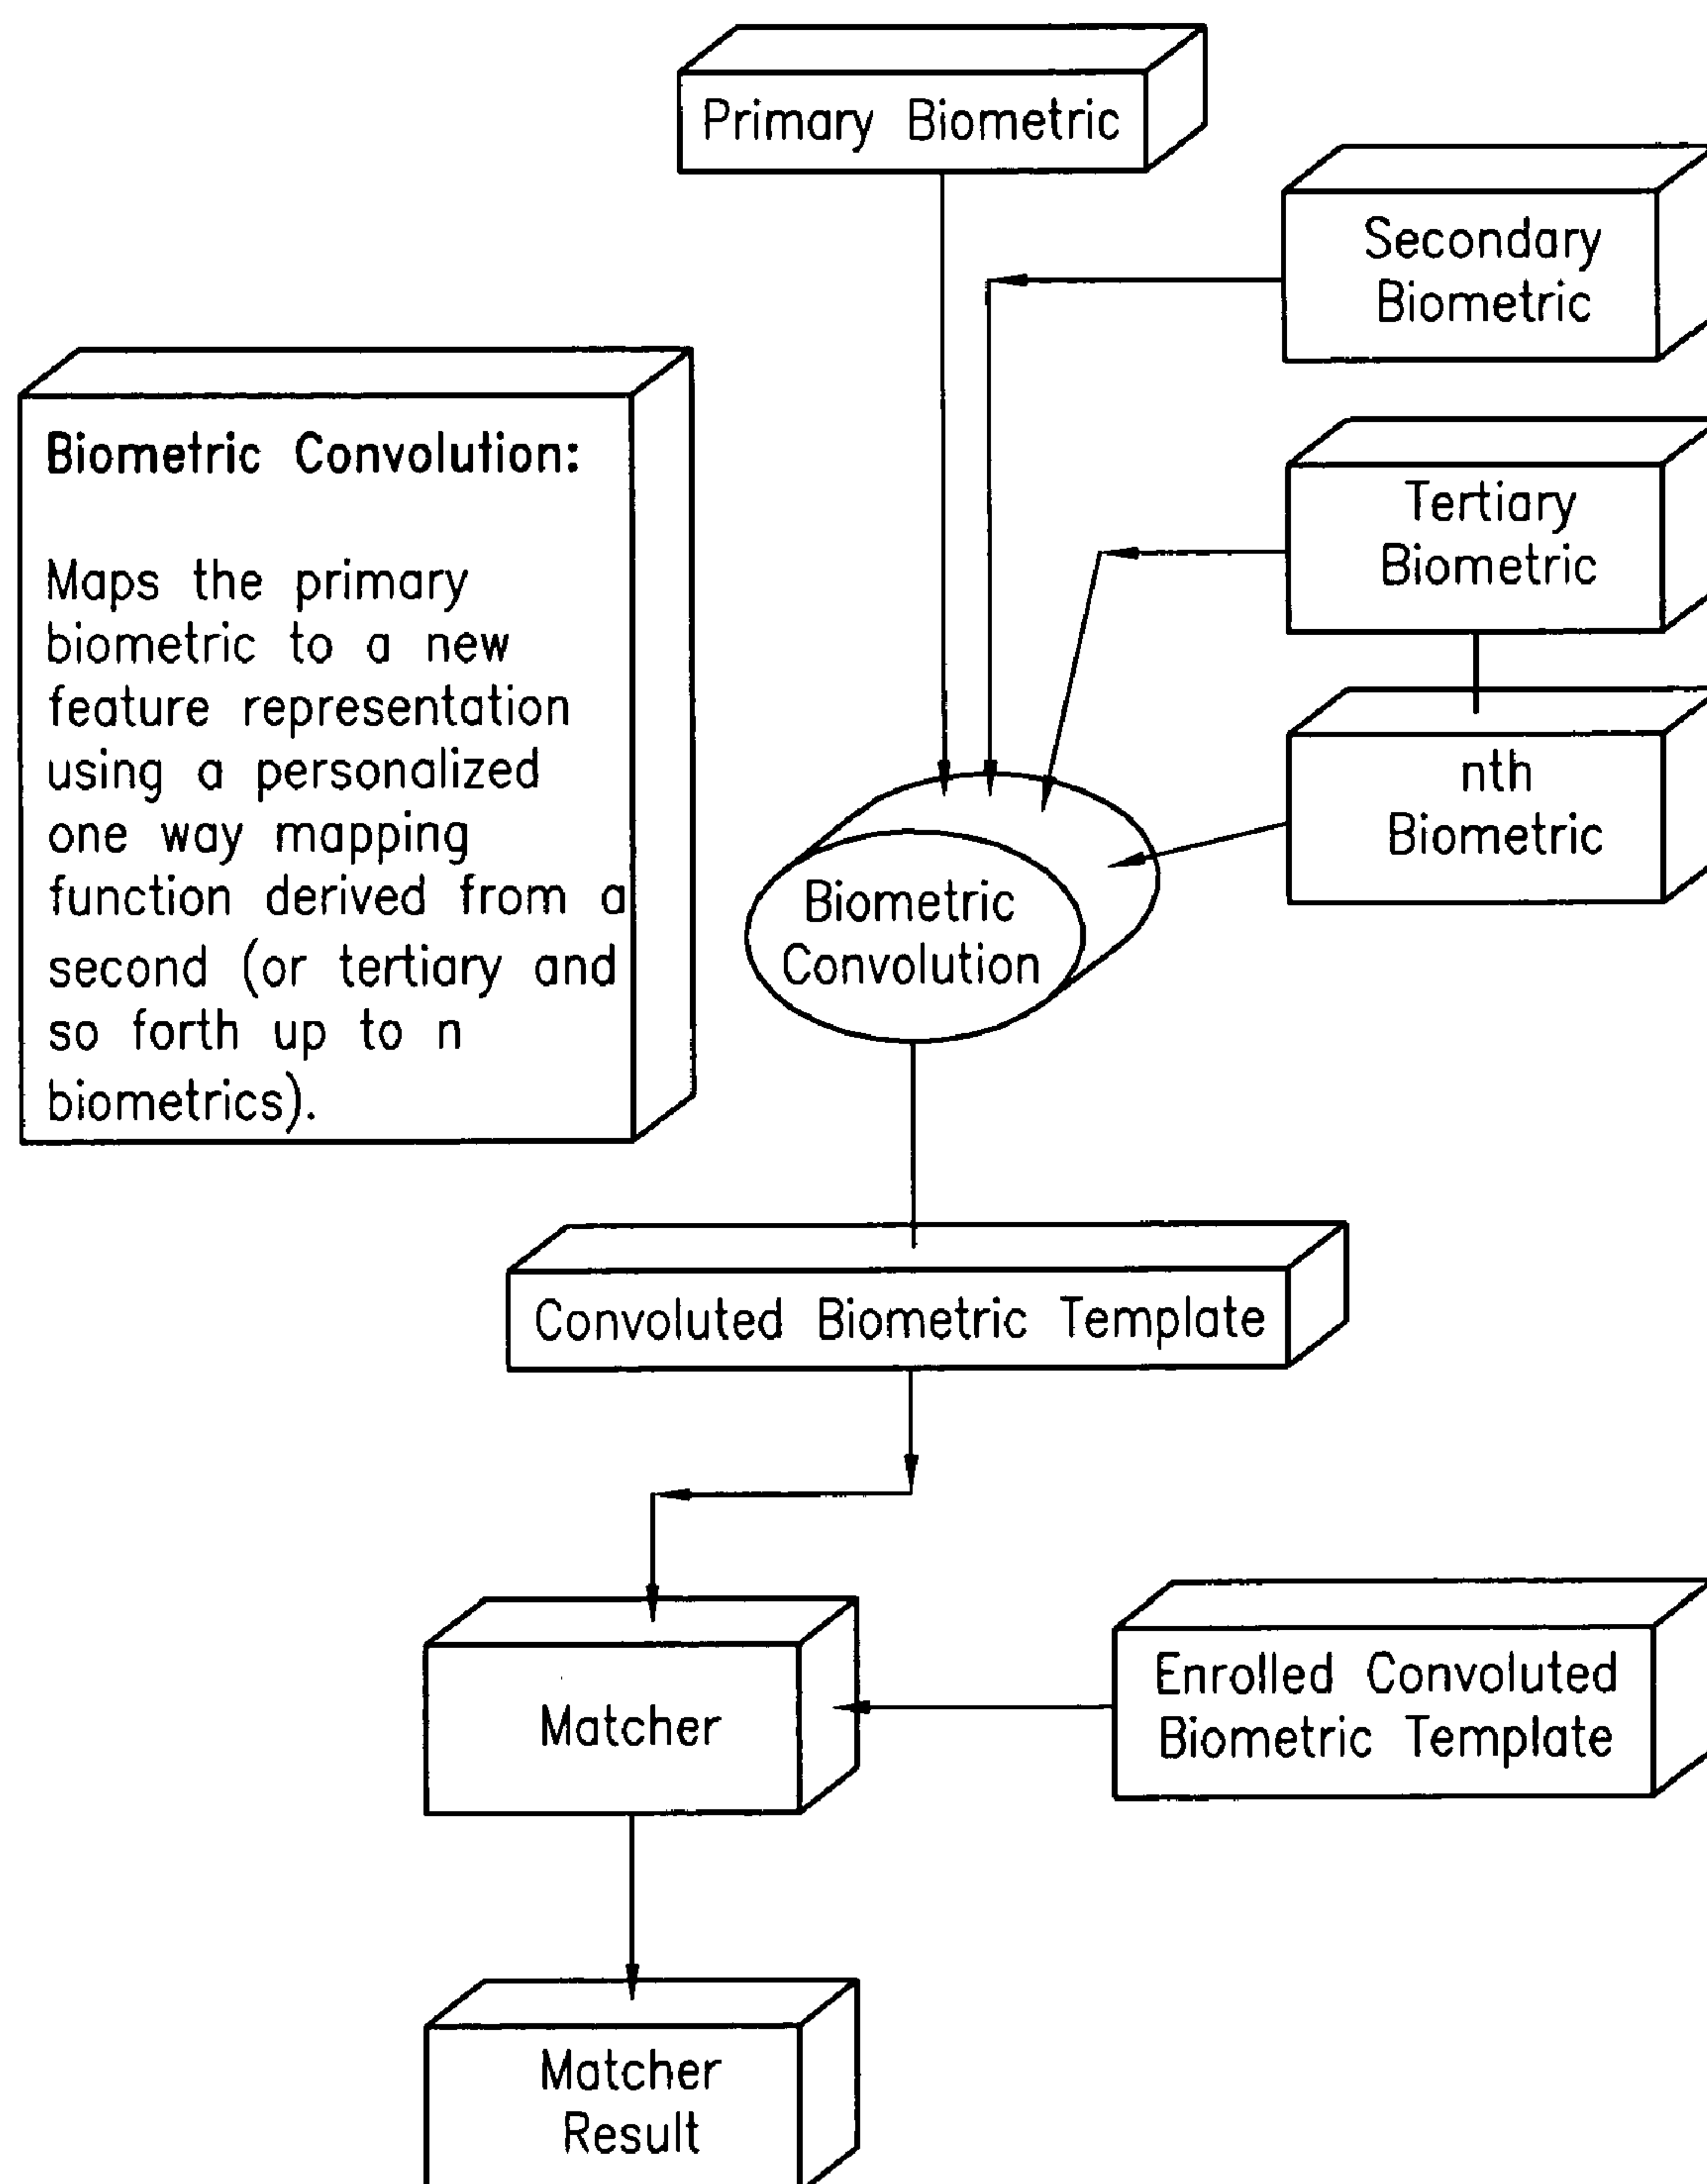 Primary Biometric
Secondary
Biometric
Biometric Convolution:
Maps the primary
biometric to a new
feature representation
using a personalized
one way mapping
function derived from a
second (or tertiary and
so forth up to n
biometrics).
Tertiary
Biometric
nth
Biometric
Biometric
Convolution
Convoluted Biometric Template
Enrolled Convoluted
Biometric Template
Matcher
Matcher
Result